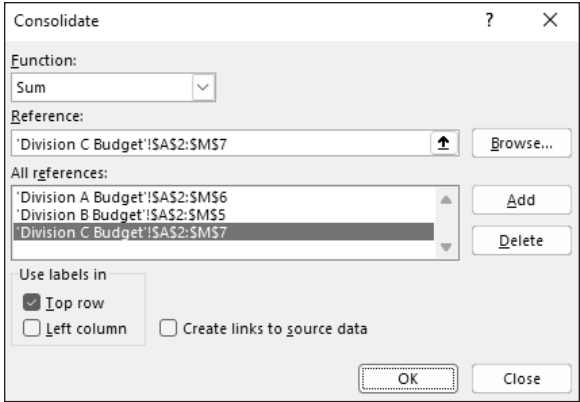 Consolidate ?
Function:
Sum
Reference:
'Division C Budget'!$A$2:$M$7 Browse...
All references:
'Division A Budget'!$A$2:$M$6
'Division B Budget'!$A$2:$M$5
'Division C Budget'!$A$2:$M$7
Add
Delete
Use labels in
Top row
Left column Create links to source data
OK Close